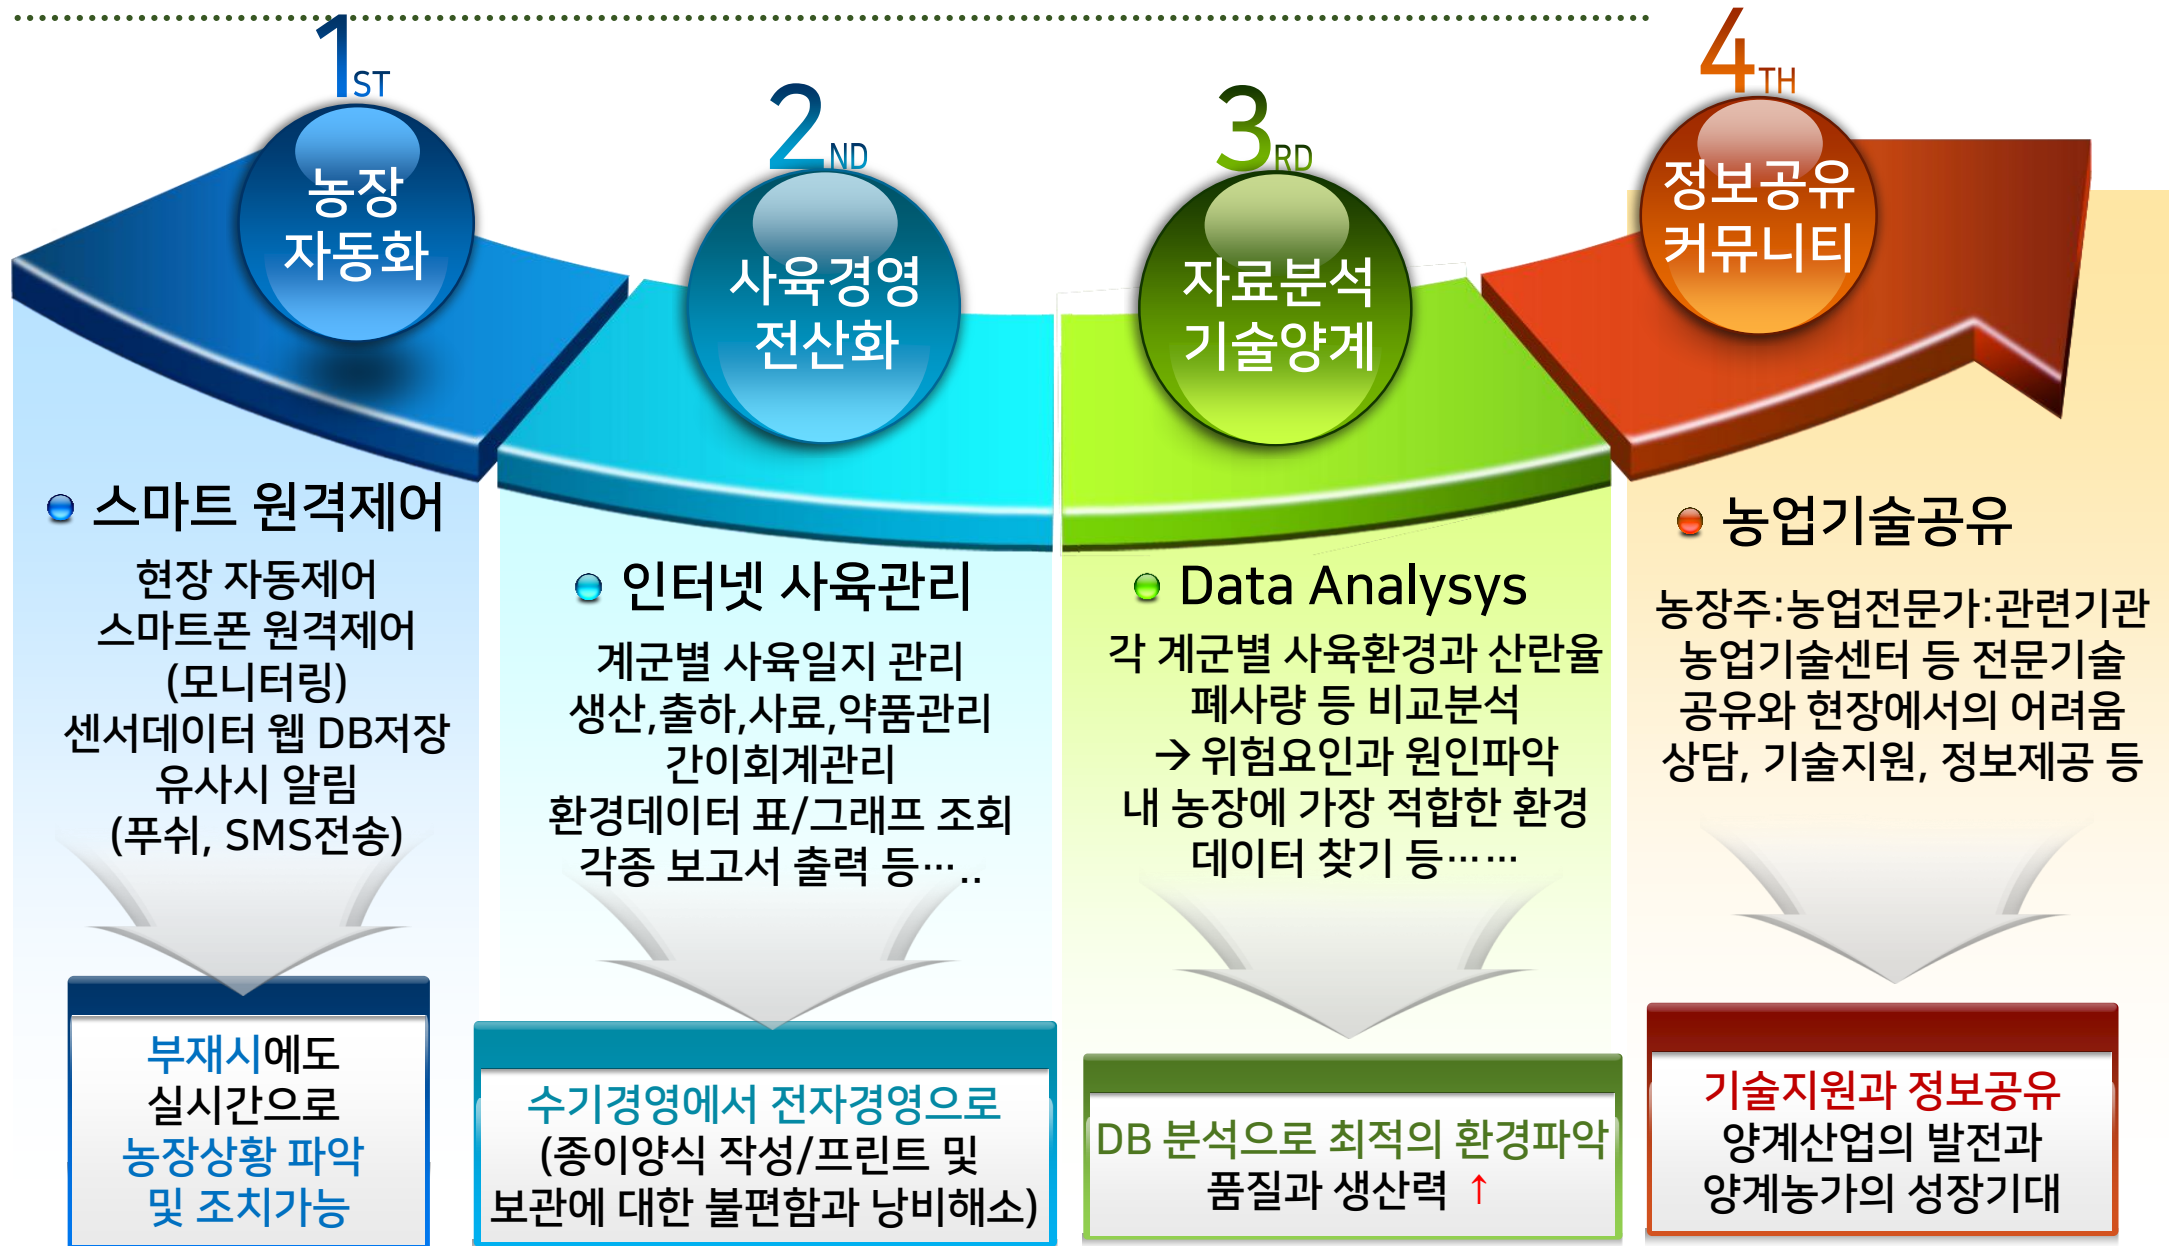 1ST
농장
자동화
스마트 원격제어
현장 자동제어
스마트폰 원격제어
(모니터링)
센서데이터 웹 DB저장
유사시 알림
(푸쉬, SMS전송)
부재시에도
실시간으로
농장상황 파악
및 조치가능
2ND
사육경영
전산화
인터넷 사육관리
계군별 사육일지 관리
생산,출하,사료,약품관리
간이회계관리
환경데이터 표/그래프 조회
각종 보고서 출력 등…..
수기경영에서 전자경영으로
(종이양식 작성/프린트 및
보관에 대한 불편함과 낭비해소)
3RD
자료분석
기술양계
Data Analysys
각 계군별 사육환경과 산란율
폐사량 등 비교분석
→ 위험요인과 원인파악
내 농장에 가장 적합한 환경
데이터 찾기 등……
DB 분석으로 최적의 환경파악
품질과 생산력 ↑
4TH
정보공유
커뮤니티
농업기술공유
농장주:농업전문가:관련기관
농업기술센터 등 전문기술
공유와 현장에서의 어려움
상담, 기술지원, 정보제공 등
기술지원과 정보공유
양계산업의 발전과
양계농가의 성장기대